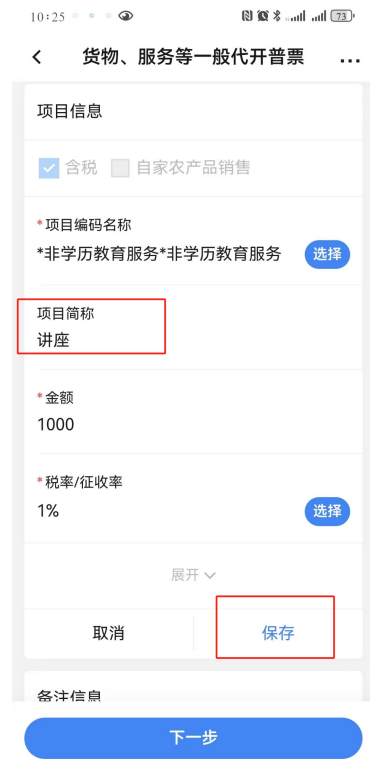 10:25 73
货物、服务等一般代开普票
项目信息
含税 自家农产品销售
*项目编码名称
*非学历教育服务*非学历教育服务 选择
项目简称
讲座
*金额
1000
*税率/征收率
1% 选择
展开
取消 保存
备注信息
下一步